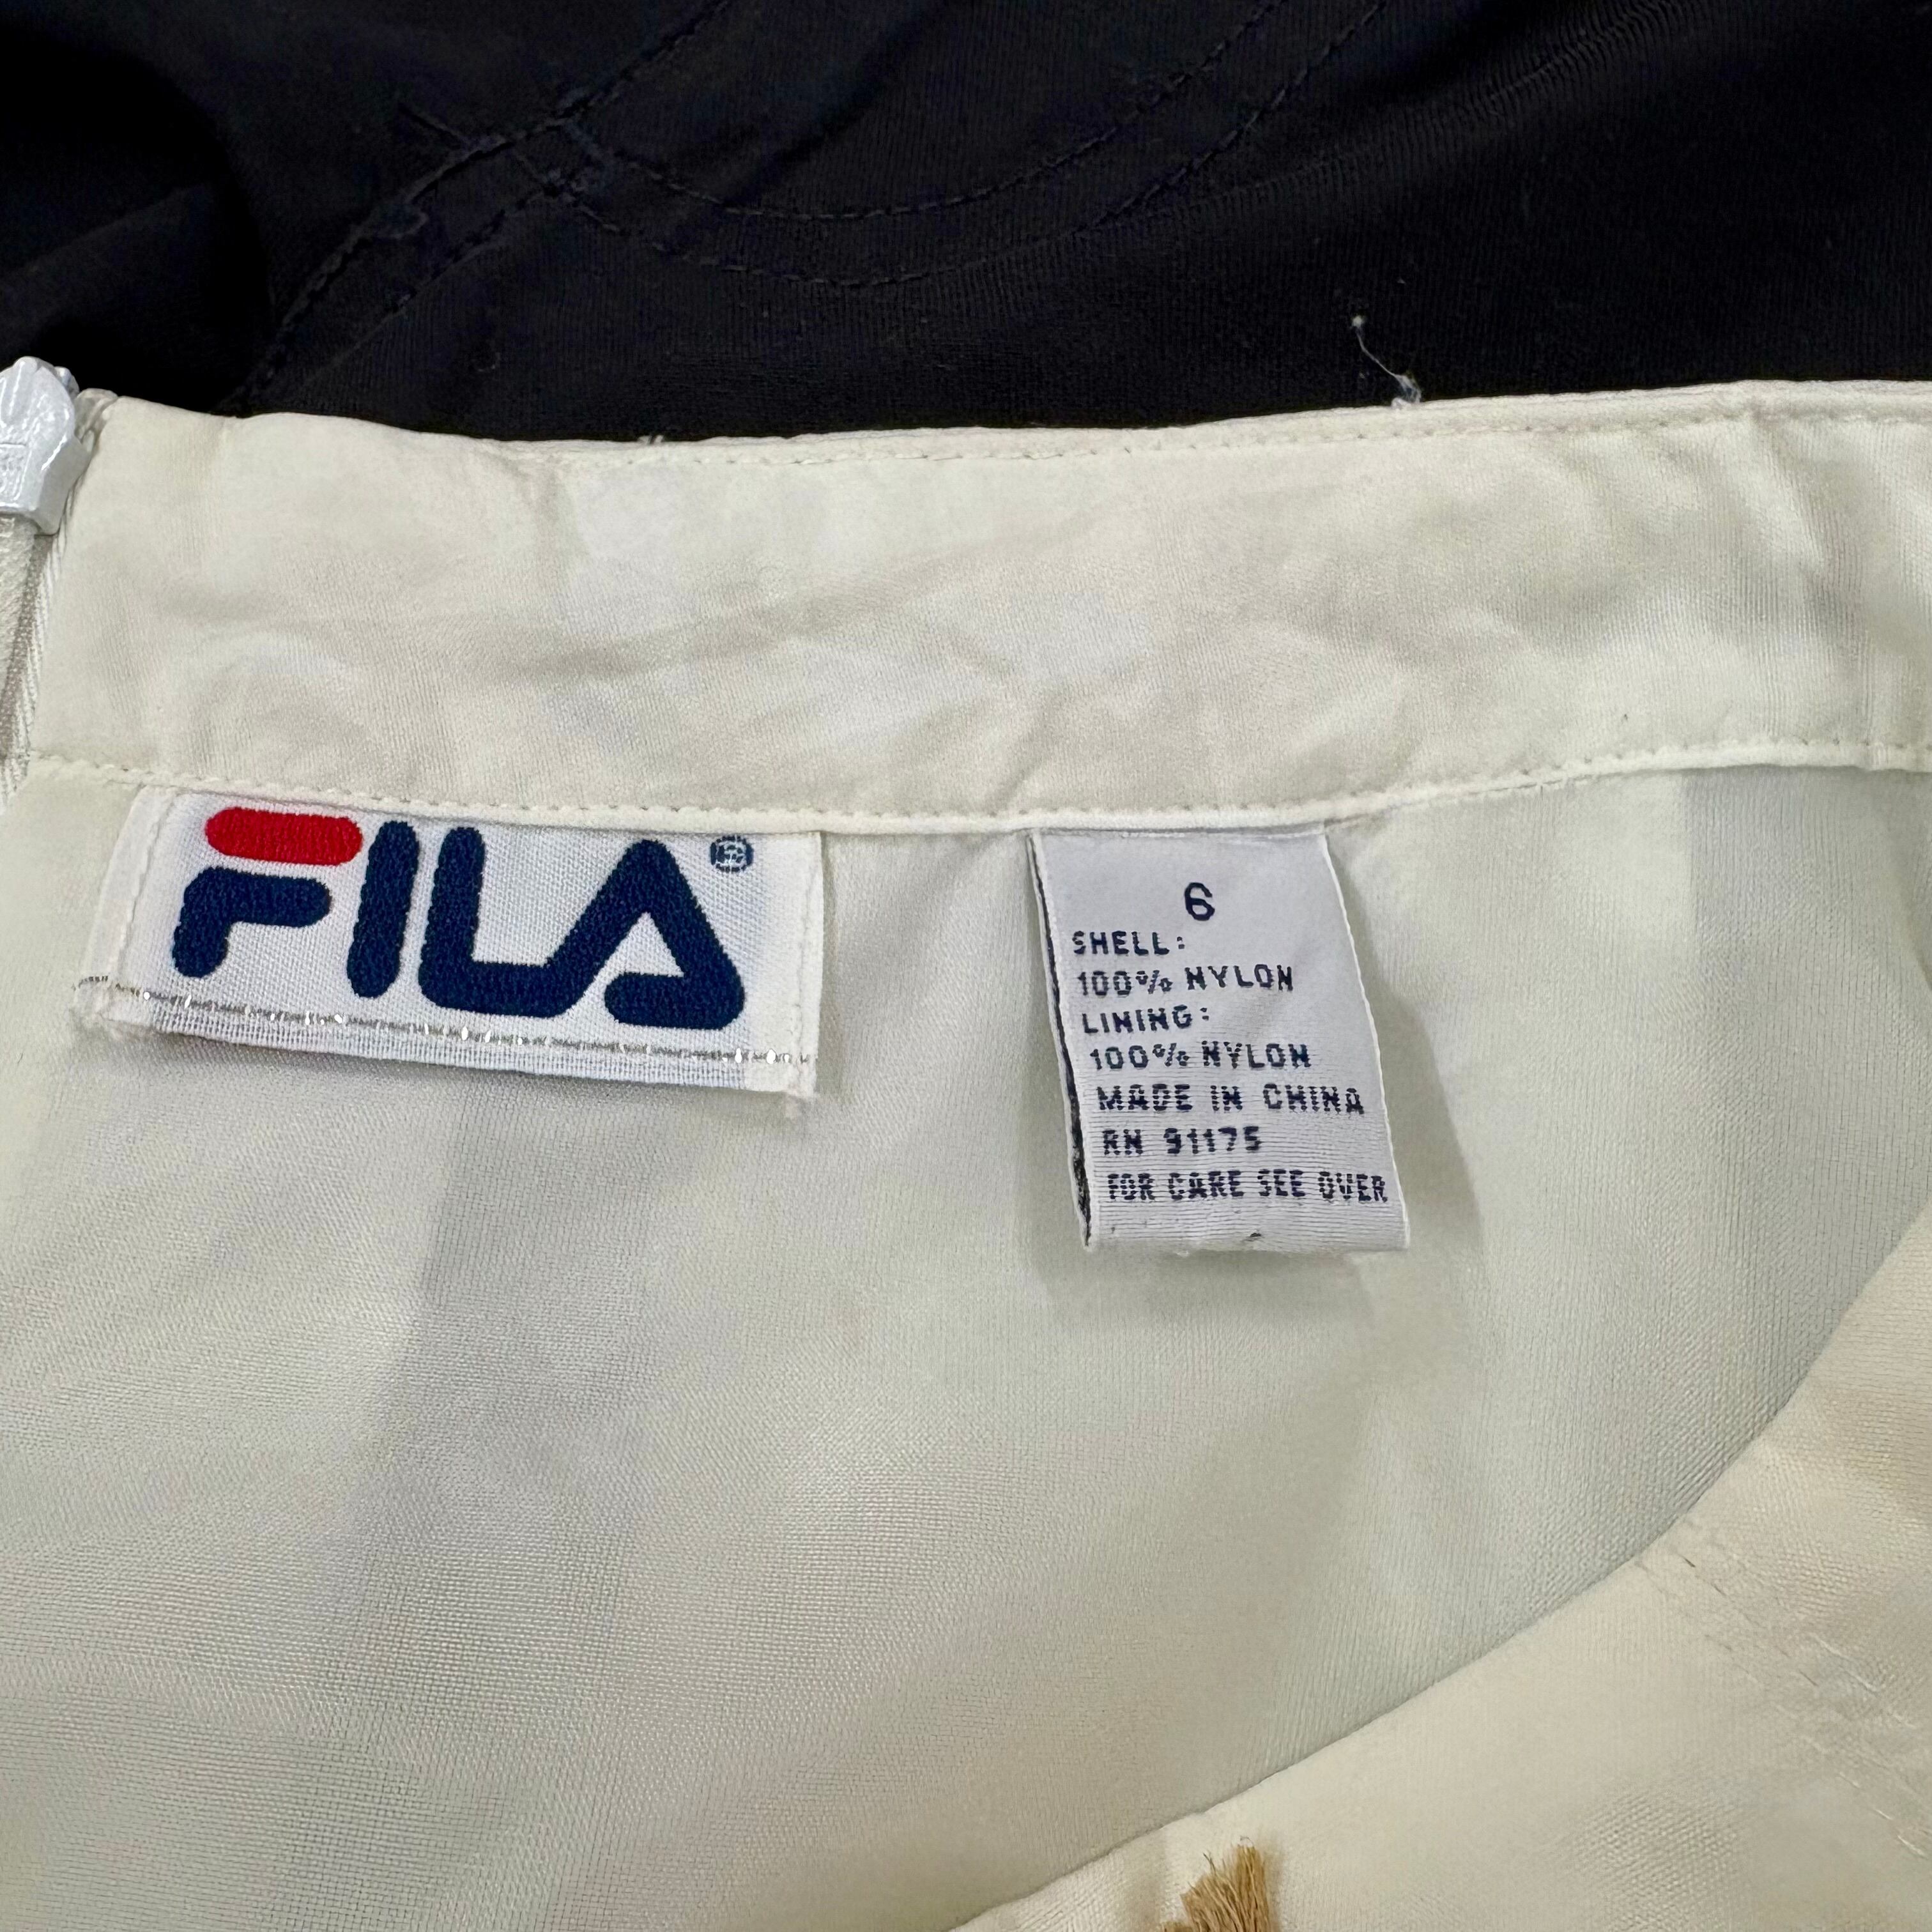 FILA®
6
SHELL:
100% NYLON
LINING:
100% NYLON
MADE IN CHINA
RN 91175
FOR CARE SEE OVER